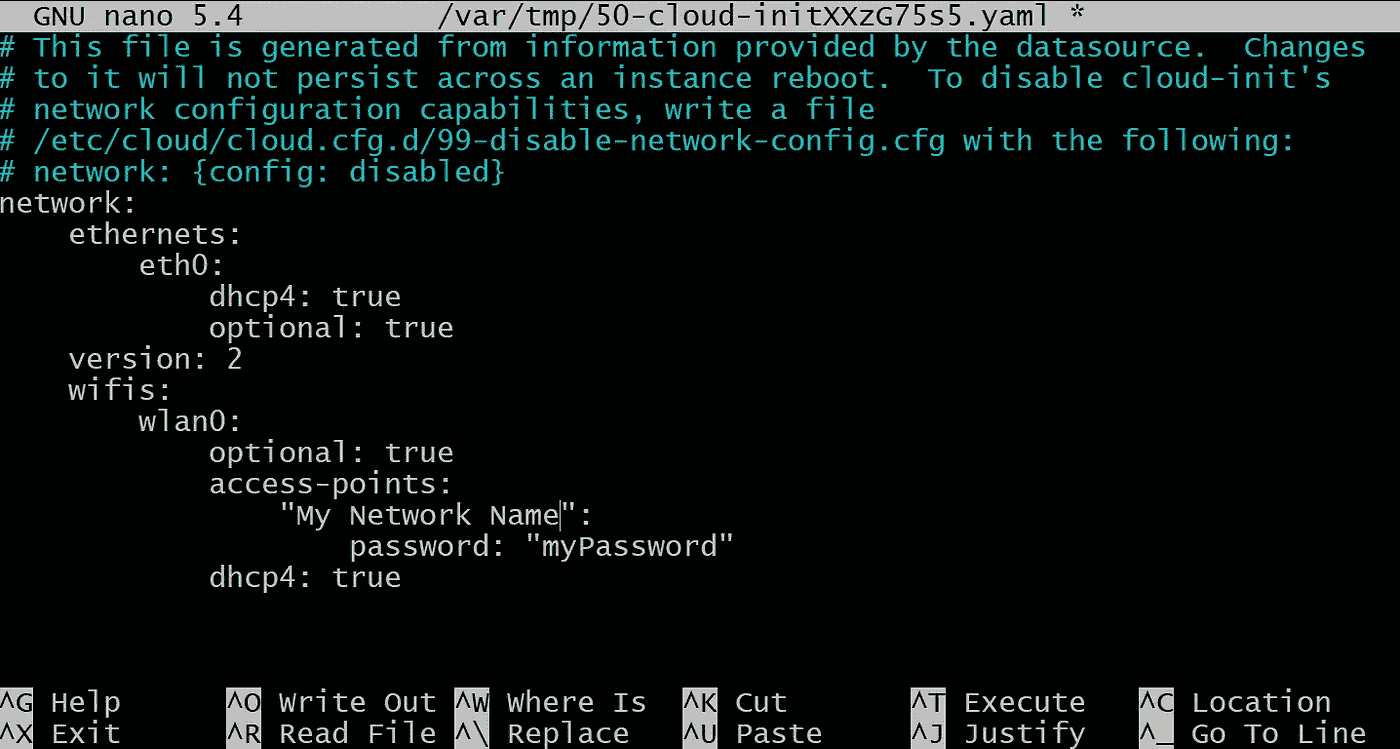 GNU nano 5.4 /var/tmp/50-cloud-initXXzG75s5.yaml *
# This file is generated from information provided by the datasource.  Changes
# to it will not persist across an instance reboot.  To disable cloud-init's
# network configuration capabilities, write a file
# /etc/cloud/cloud.cfg.d/99-disable-network-config.cfg with the following:
# network: {config: disabled}
network:
    ethernets:
        eth0:
            dhcp4: true
            optional: true
    version: 2
    wifis:
        wlan0:
            optional: true
            access-points:
                "My Network Name":
                    password: "myPassword"
            dhcp4: true
^G Help ^O Write Out ^W Where Is ^K Cut ^T Execute ^C Location
^X Exit ^R Read File ^\ Replace ^U Paste ^J Justify ^_ Go To Line